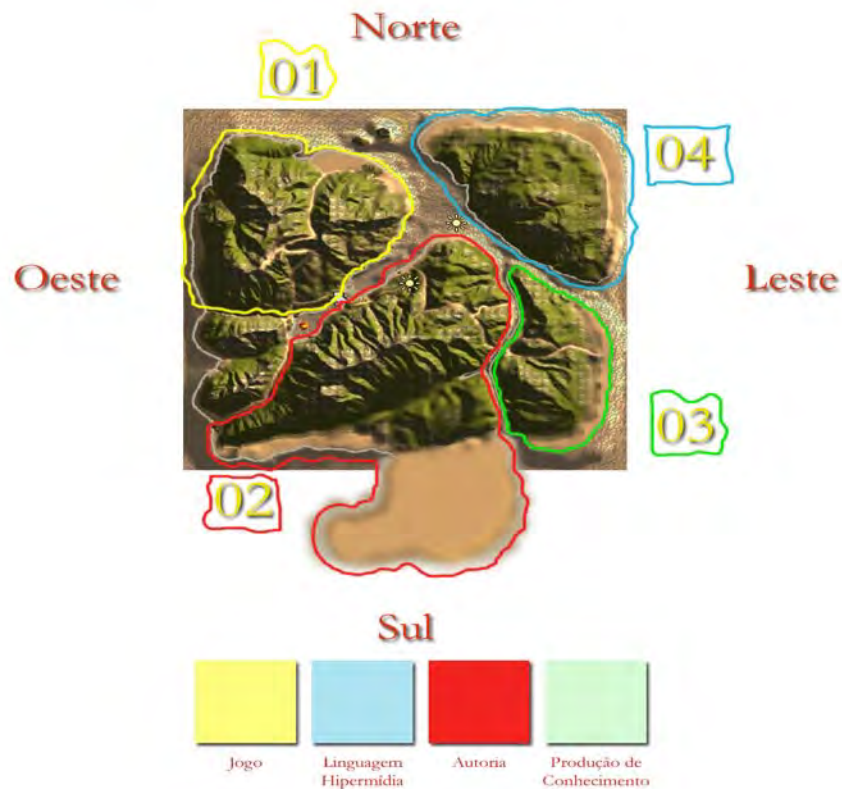 Norte
01
04
Oeste
Leste
03
02
Sul
Jogo
Linguagem
Hipermídia
Autoria
Produção de
Conhecimento